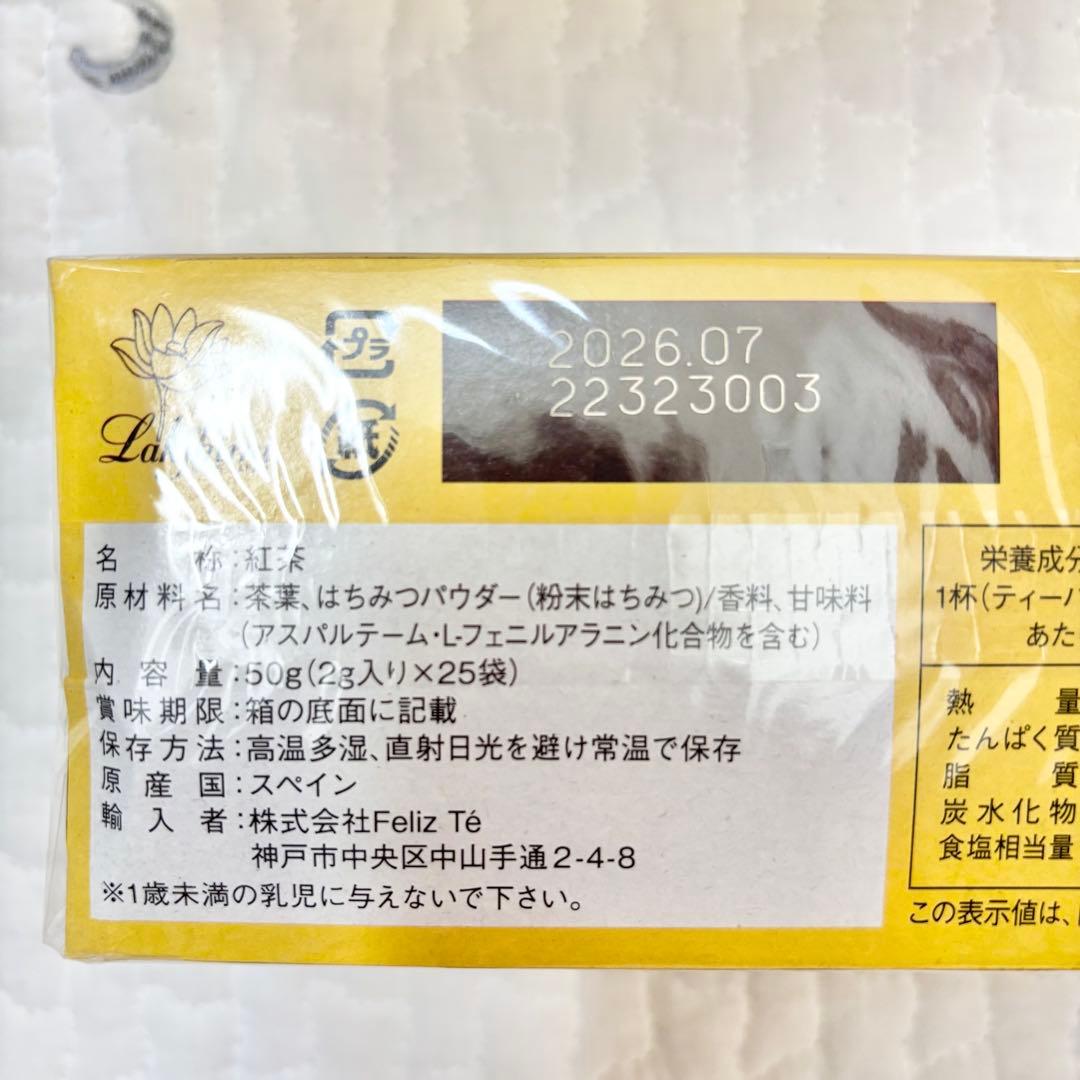 プラ
2026.07
22323003
名称:紅茶
原材料名:茶葉、はちみつパウダー(粉末はちみつ)/香料、甘味料
(アスパルテーム・L-フェニルアラニン化合物を含む)
内容量:50g(2g入り×25袋)
賞味期限:箱の底面に記載
保存方法:高温多湿、直射日光を避け常温で保存
原産国:スペイン
輸入者:株式会社Feliz Té
神戸市中央区中山手通2-4-8
※1歳未満の乳児に与えないで下さい。
栄養成分
1杯(ティーバ
あた
熱量
たんぱく質
脂質
炭水化物
食塩相当量
この表示値は、